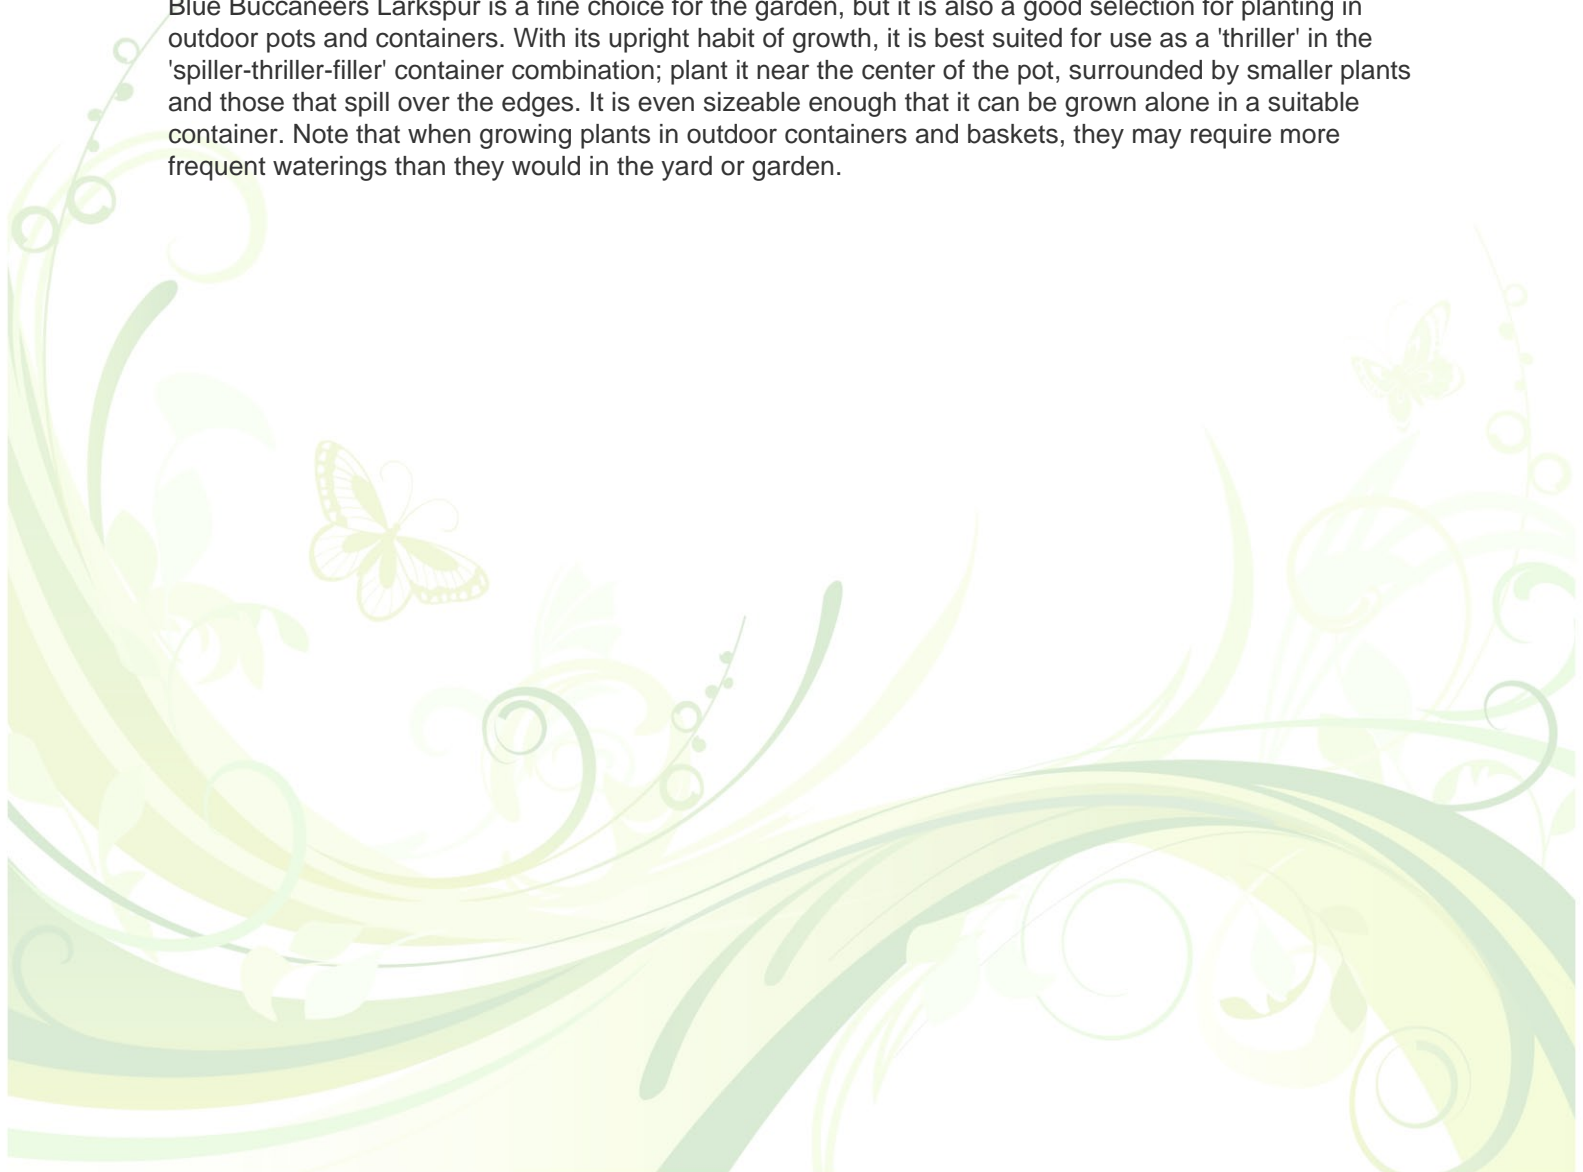 Blue Buccaneers Larkspur is a fine choice for the garden, but it is also a good selection for planting in
outdoor pots and containers. With its upright habit of growth, it is best suited for use as a 'thriller' in the
'spiller-thriller-filler' container combination; plant it near the center of the pot, surrounded by smaller plants
and those that spill over the edges. It is even sizeable enough that it can be grown alone in a suitable
container. Note that when growing plants in outdoor containers and baskets, they may require more
frequent waterings than they would in the yard or garden.